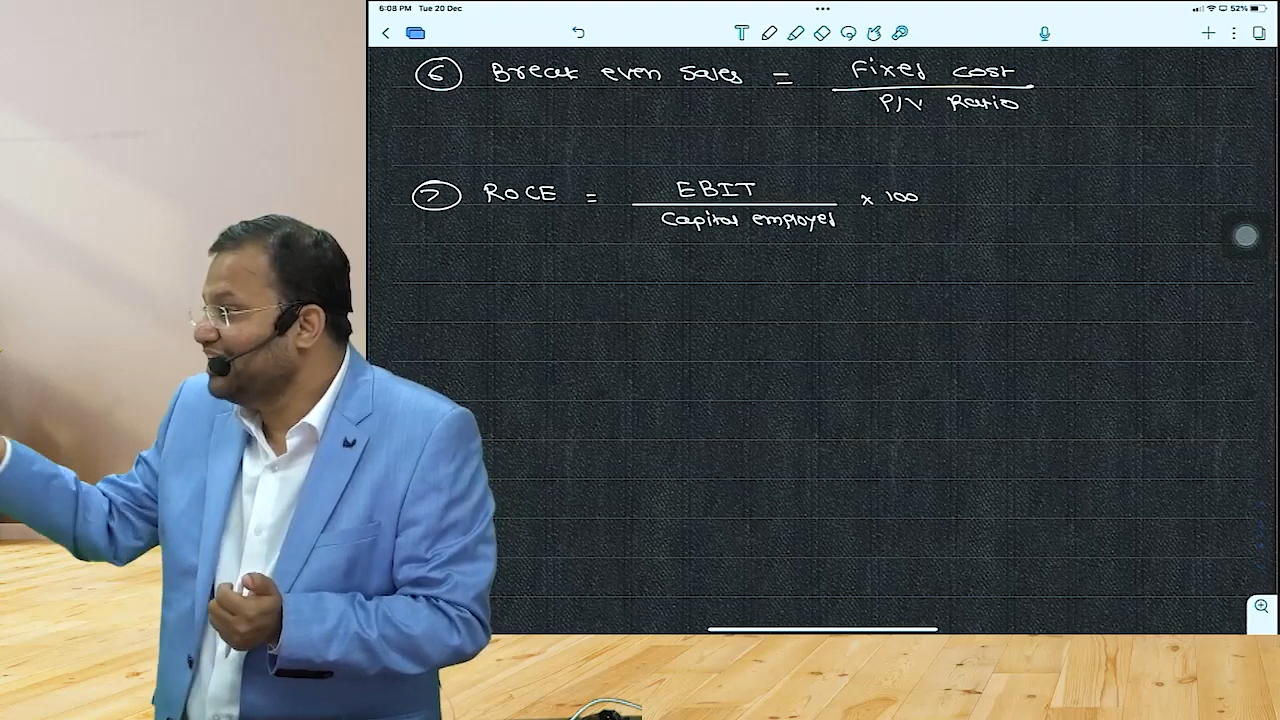 6:08 PM Tue 20 Dec
52%
6 Break even Sales = Fixed cost
P/V Ratio
7 ROCE = EBIT × 100
Capital employed